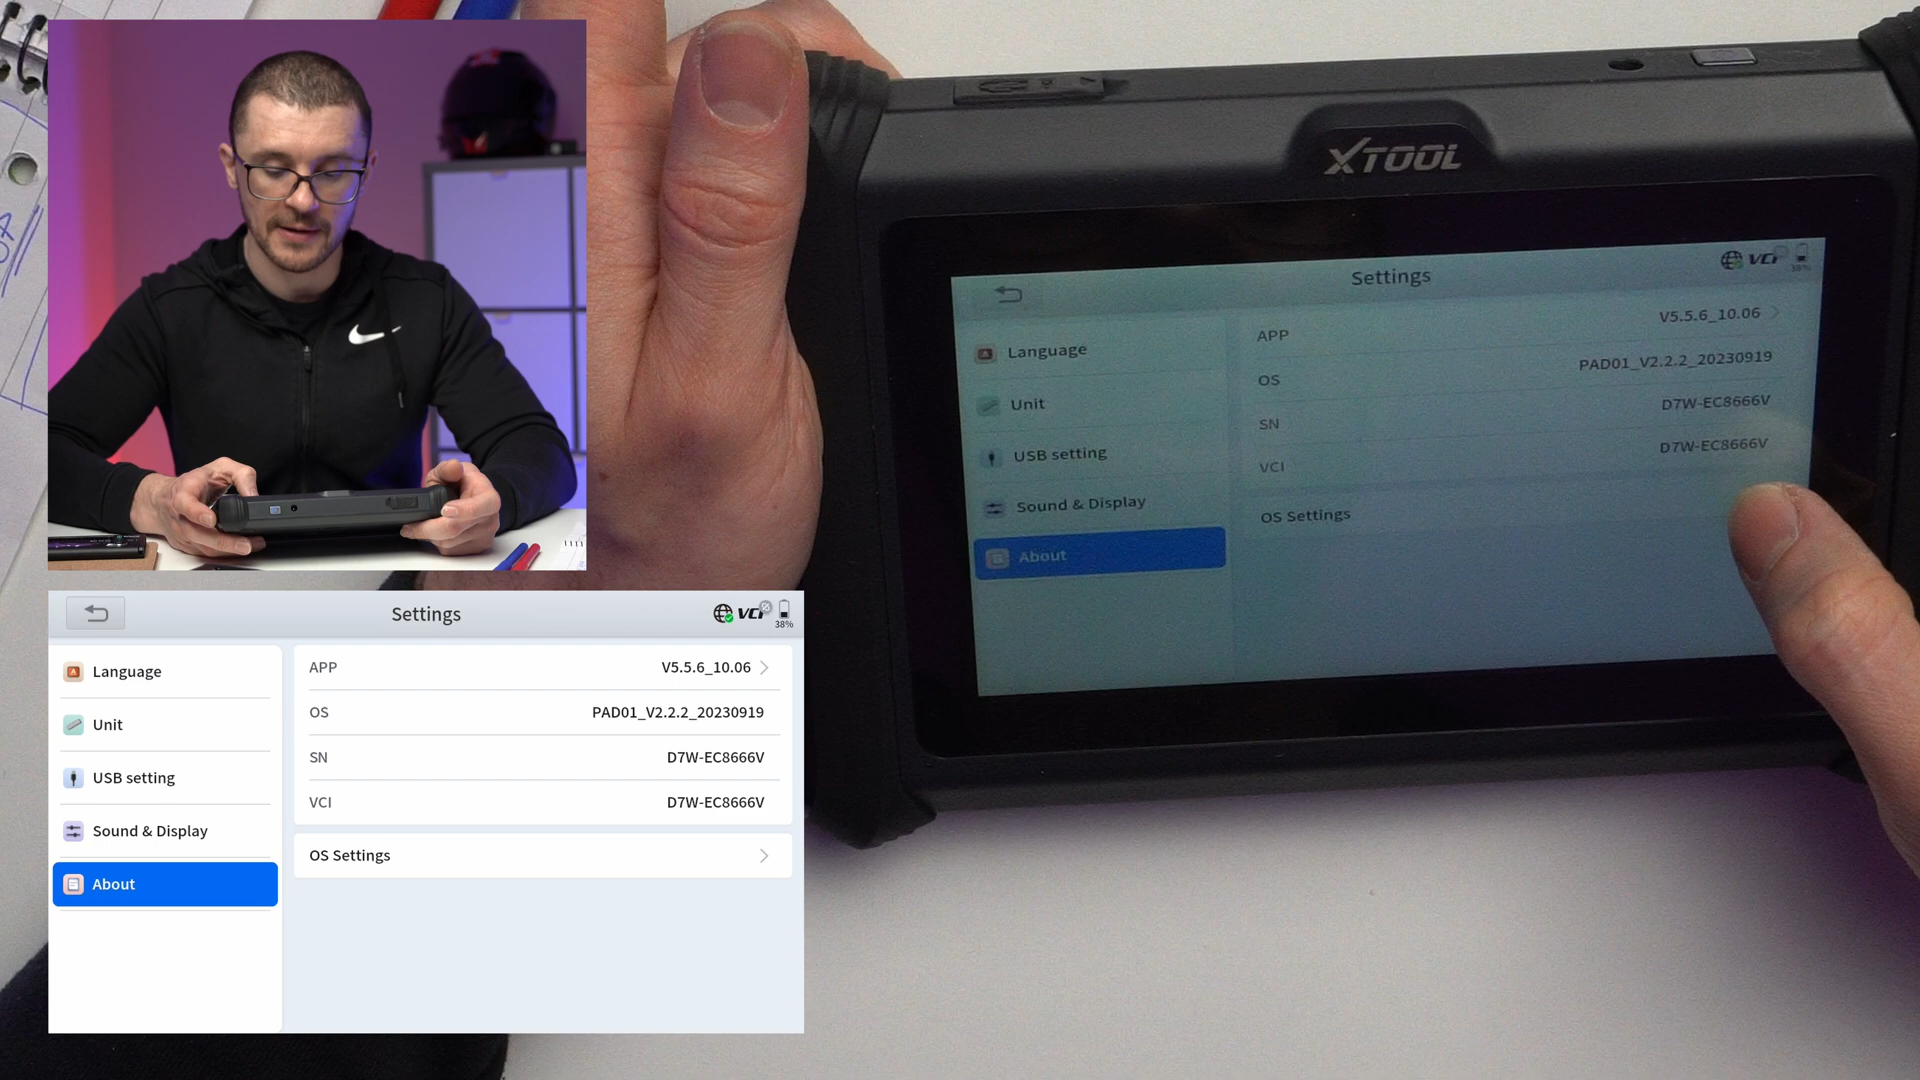 XTOOL
Settings
VCI
38%
Language
Unit
USB setting
Sound & Display
About
APP V5.5.6_10.06
OS PAD01_V2.2.2_20230919
SN D7W-EC8666V
VCI D7W-EC8666V
OS Settings
Settings
VCI
38%
Language
Unit
USB setting
Sound & Display
About
APP V5.5.6_10.06
OS PAD01_V2.2.2_20230919
SN D7W-EC8666V
VCI D7W-EC8666V
OS Settings